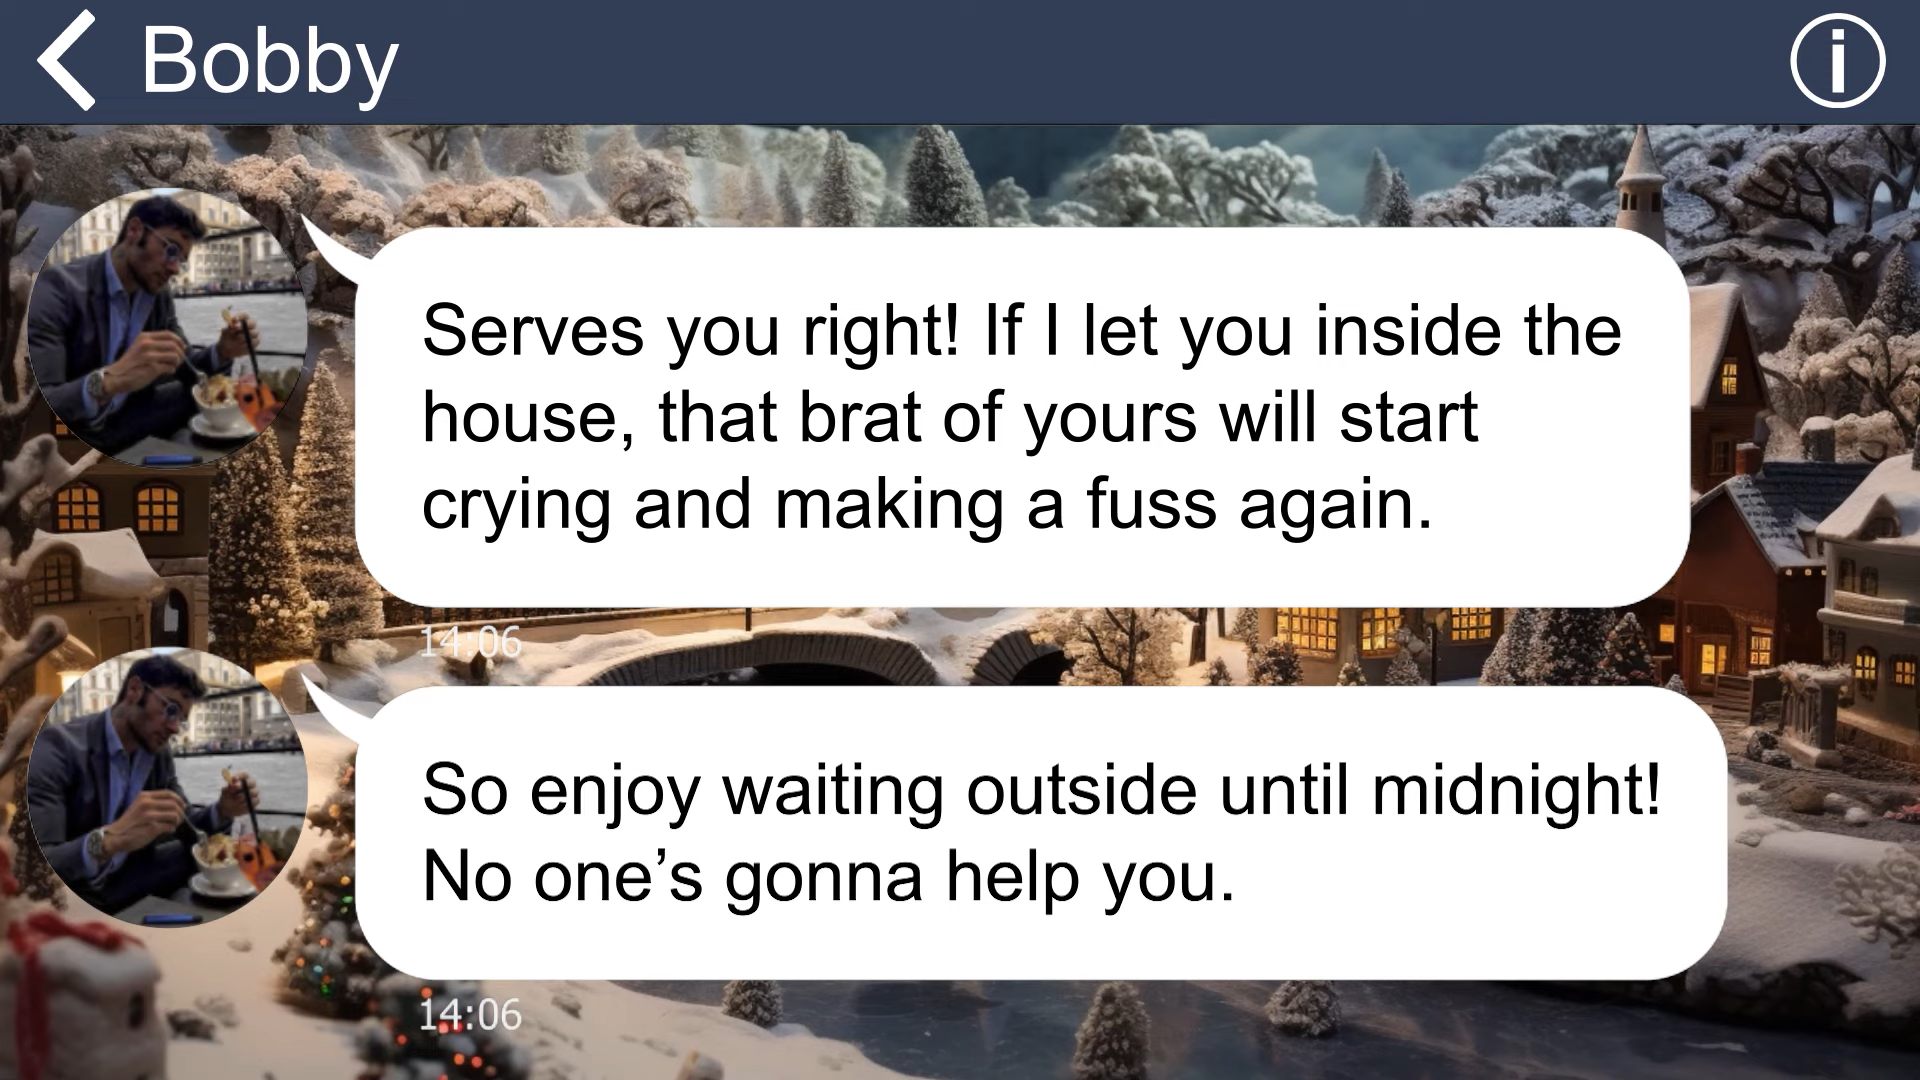 Bobby
Serves you right! If I let you inside the
house, that brat of yours will start
crying and making a fuss again.
14:06
So enjoy waiting outside until midnight!
No one’s gonna help you.
14:06